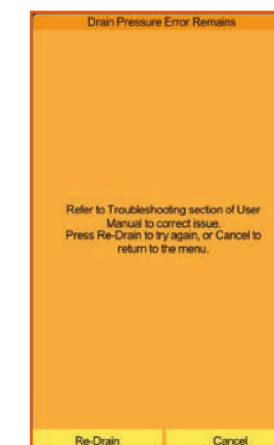 Drain Pressure Error Remains
Refer to Troubleshooting section of User
Manual to correct issue.
Press Re-Drain to try again, or Cancel to
return to the menu.
Re-Drain Cancel